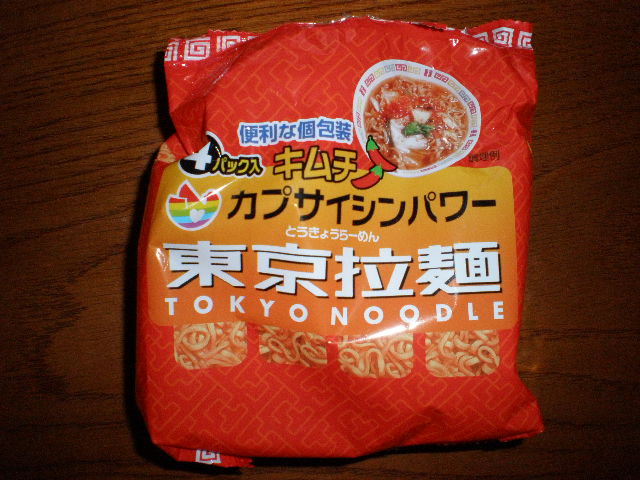 便利な個包装
調理例
4パック入
キムチ
カプサイシンパワー
とうきょうらーめん
東京拉麺
TOKYO NOODLE